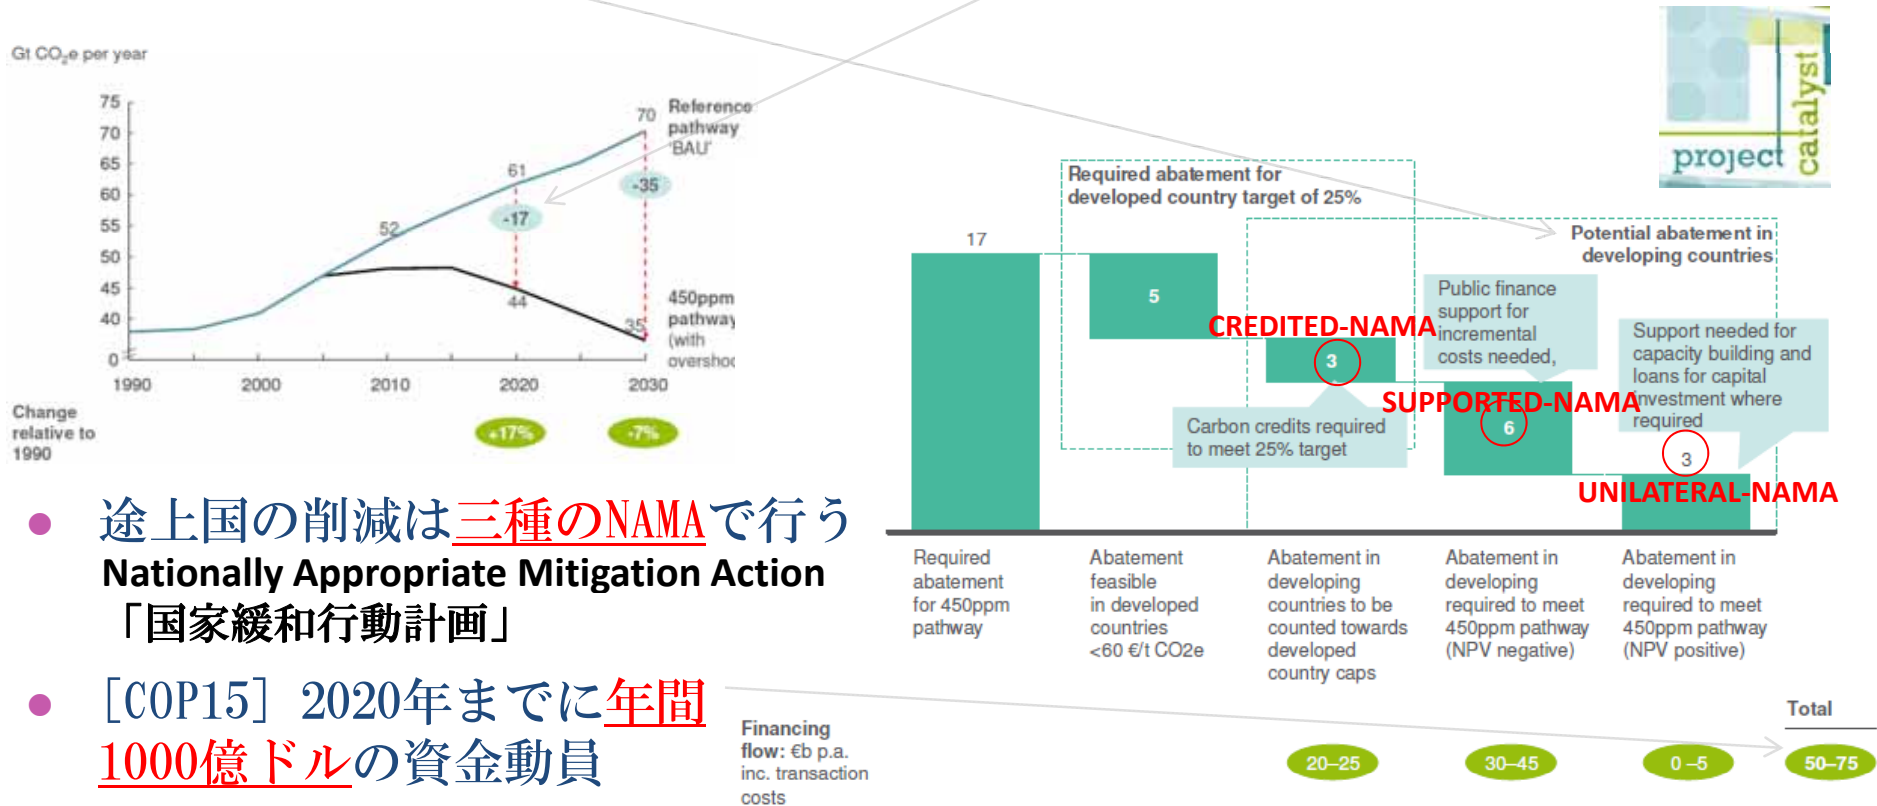 Gt CO₂e per year
75
70
65
60
55
50
45
40
0
1990
2000
2010
2020
2030
52
61
70
-17
-35
44
35
Reference
pathway
'BAU'
450ppm
pathway
(with
Change
relative to
1990
+17%
-7%
● 途上国の削減は三種のNAMAで行う
Nationally Appropriate Mitigation Action
「国家緩和行動計画」
● [COP15] 2020年までに年間
1000億ドルの資金動員
project
catalyst
Required abatement for
developed country target of 25%
Potential abatement in
developing countries
17
5
CREDITED-NAMA
3
Carbon credits required
to meet 25% target
Public finance
support for
incremental
costs needed,
SUPPORTED-NAMA
6
Support needed for
capacity building and
loans for capital
investment where
required
3
UNILATERAL-NAMA
Required
abatement
for 450ppm
pathway
Abatement
feasible
in developed
countries
<60 €/t CO2e
Abatement in
developing
countries to be
counted towards
developed
country caps
Abatement in
developing
required to meet
450ppm pathway
(NPV negative)
Abatement in
developing
required to meet
450ppm pathway
(NPV positive)
Financing
flow: €b p.a.
inc. transaction
costs
20–25
30–45
0 –5
Total
50–75